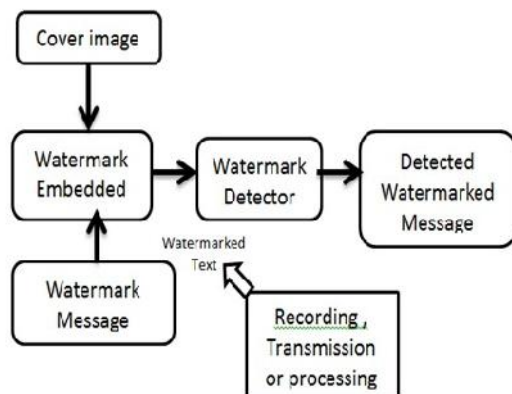 Cover image
Watermark
Embedded
Watermark
Detector
Detected
Watermarked
Message
Watermarked
Text
Watermark
Message
Recording ,
Transmission
or processing